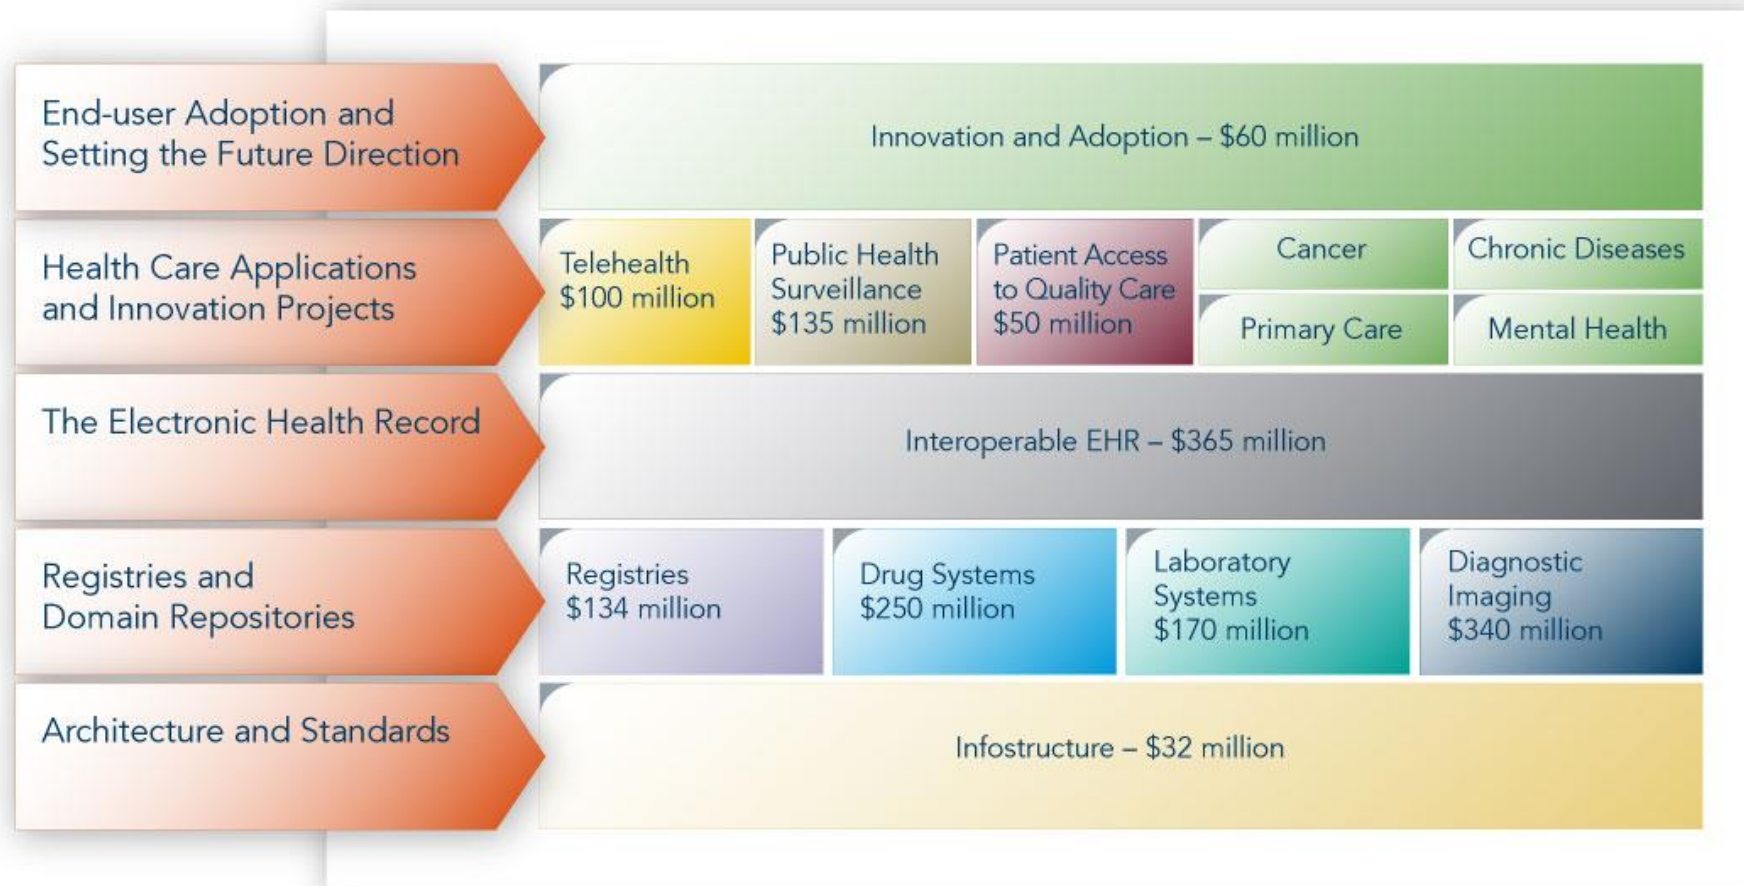 End-user Adoption and
Setting the Future Direction
Innovation and Adoption – $60 million
Health Care Applications
and Innovation Projects
Telehealth
$100 million
Public Health
Surveillance
$135 million
Patient Access
to Quality Care
$50 million
Cancer
Chronic Diseases
Primary Care
Mental Health
The Electronic Health Record
Interoperable EHR – $365 million
Registries and
Domain Repositories
Registries
$134 million
Drug Systems
$250 million
Laboratory
Systems
$170 million
Diagnostic
Imaging
$340 million
Architecture and Standards
Infostructure – $32 million